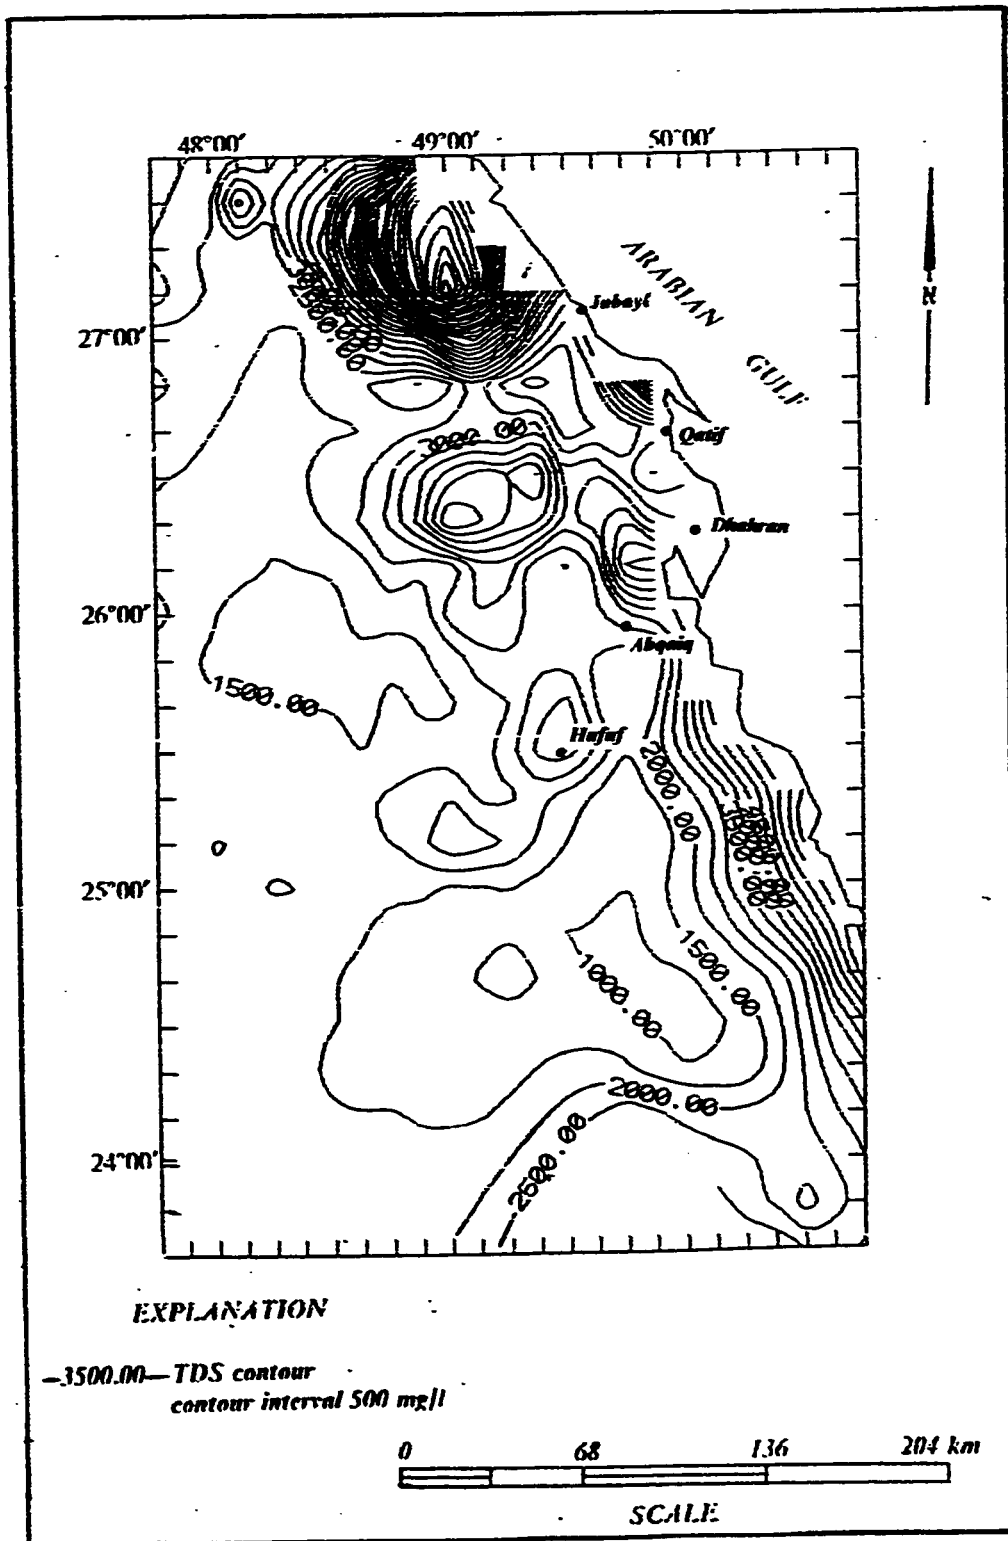 48°00' 49°00' 50°00'
ARABIAN
GULF
N
Jubayl
27°00'
2500.00
3000.00
Qatif
Dhahran
26°00'
Abqaiq
1500.00
Hufuf
2000.00
25°00'
1500.00
1000.00
2000.00
24°00'
2500.00
EXPLANATION
—3500.00— TDS contour
contour interval 500 mg/l
0 68 136 204 km
SCALE